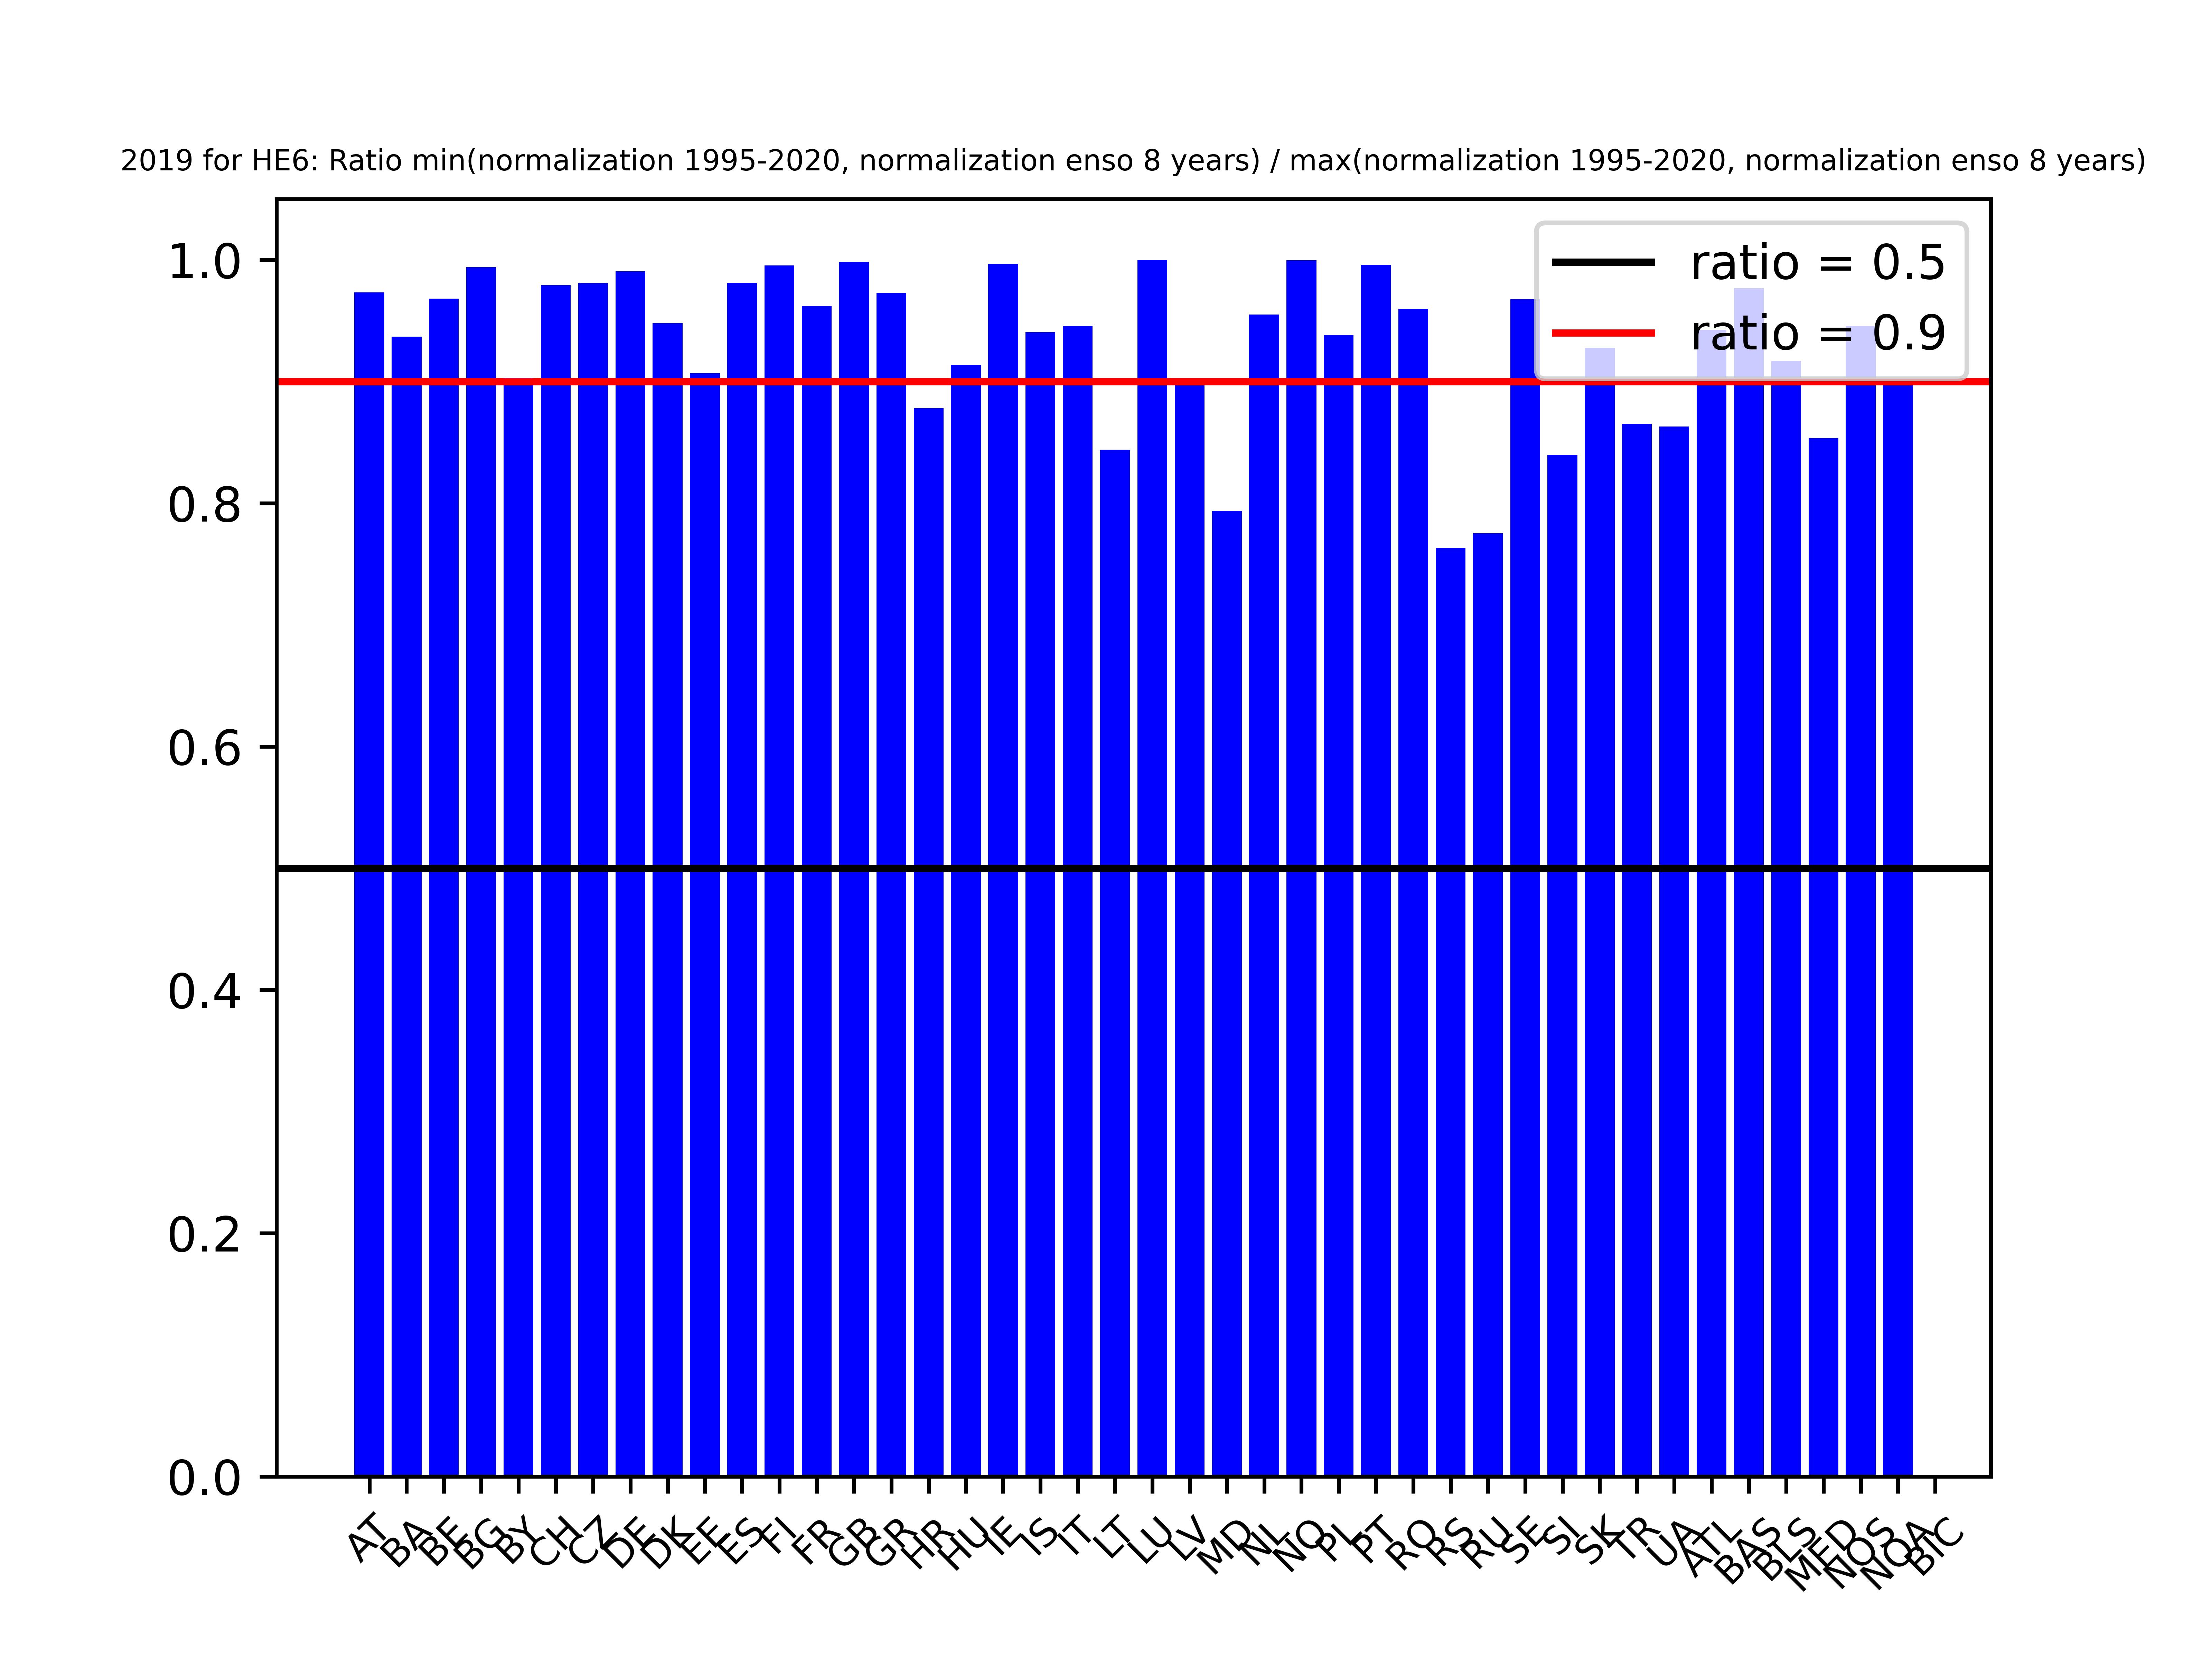 2019 for HE6: Ratio min(normalization 1995-2020, normalization enso 8 years) / max(normalization 1995-2020, normalization enso 8 years)
ratio = 0.5
ratio = 0.9
1.0
0.8
0.6
0.4
0.2
0.0
AT BA BE BG BY CH CZ DE DK EE ES FI FR GB GR HR HU IE IS IT LT LU LV MD NL NO PL PT RO RS RU SE SI SK TR UA ATL BAS BLS MED NOS NOA BIC